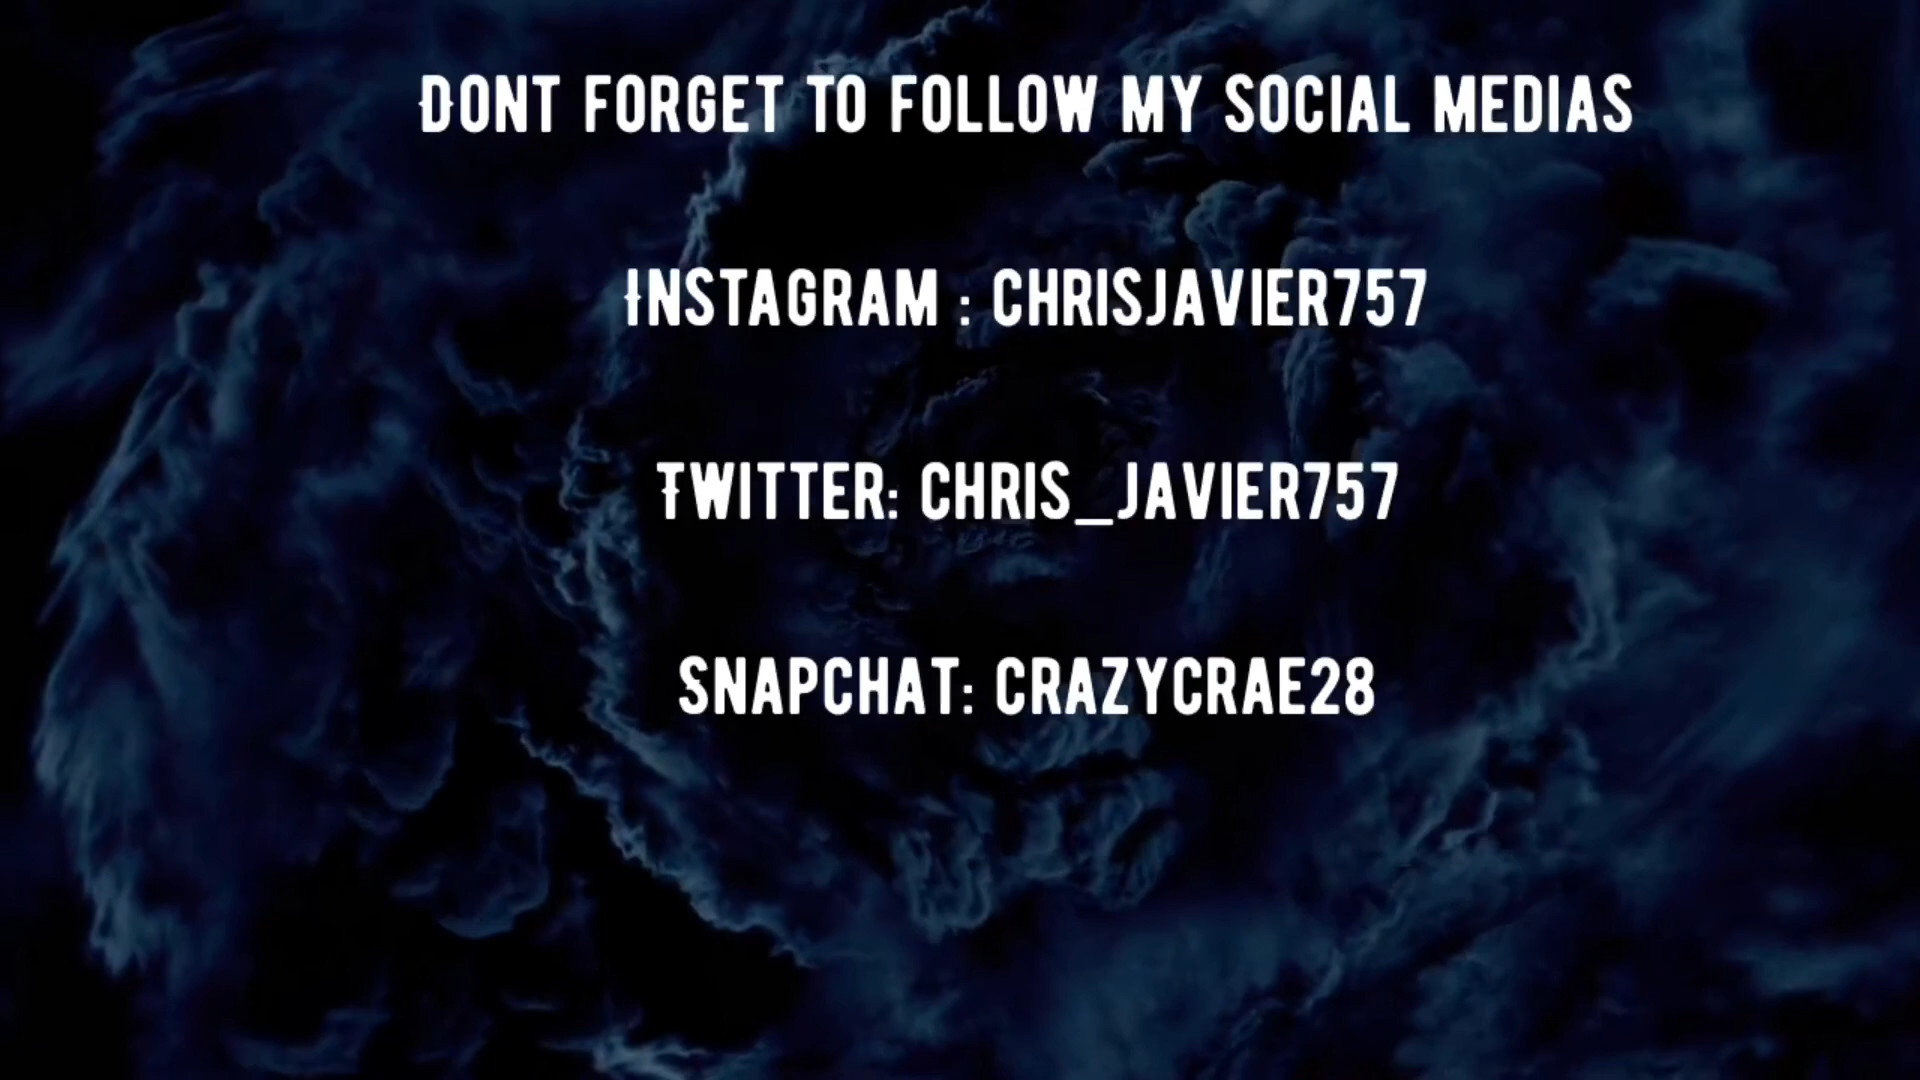 Dont forget to follow my social medias
Instagram : chrisjavier757
Twitter: chris_javier757
Snapchat: crazycrae28